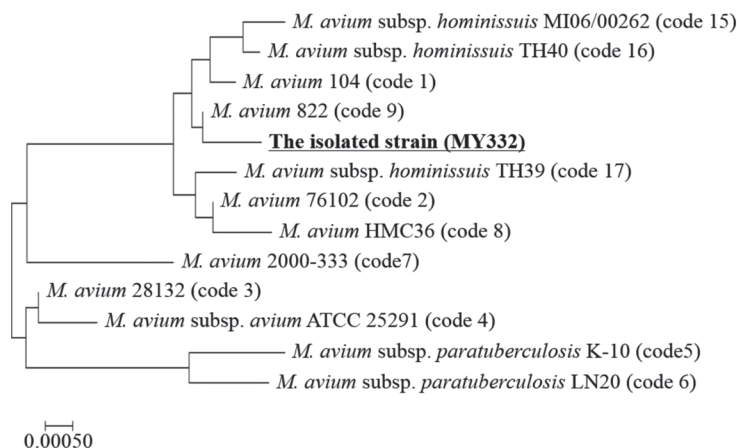 M. avium subsp. hominissuis MI06/00262 (code 15)
M. avium subsp. hominissuis TH40 (code 16)
M. avium 104 (code 1)
M. avium 822 (code 9)
The isolated strain (MY332)
M. avium subsp. hominissuis TH39 (code 17)
M. avium 76102 (code 2)
M. avium HMC36 (code 8)
M. avium 2000-333 (code7)
M. avium 28132 (code 3)
M. avium subsp. avium ATCC 25291 (code 4)
M. avium subsp. paratuberculosis K-10 (code5)
M. avium subsp. paratuberculosis LN20 (code 6)
0.00050